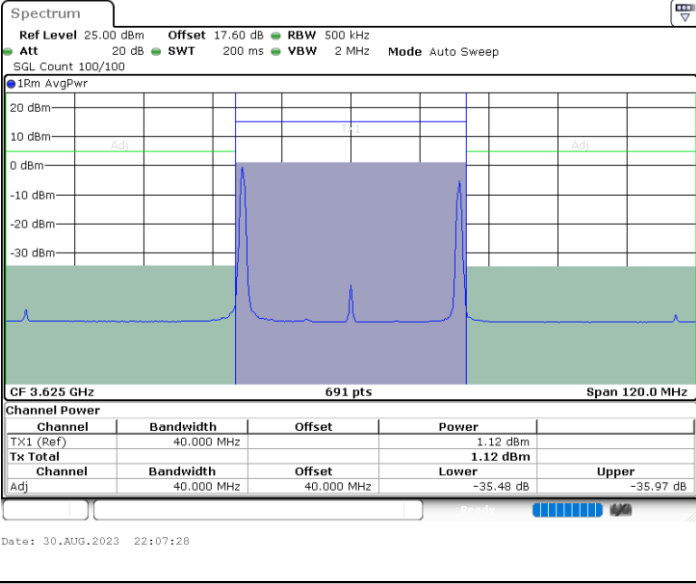 Spectrum
Ref Level 25.00 dBm Offset 17.60 dB RBW 500 kHz
Att 20 dB SWT 200 ms VBW 2 MHz Mode Auto Sweep
SGL Count 100/100
1Rm AvgPwr
20 dBm
TX1
10 dBm
Adj Adj
0 dBm
-10 dBm
-20 dBm
-30 dBm
CF 3.625 GHz 691 pts Span 120.0 MHz
Channel Power
Channel Bandwidth Offset Power
TX1 (Ref) 40.000 MHz 1.12 dBm
Tx Total 1.12 dBm
Channel Bandwidth Offset Lower Upper
Adj 40.000 MHz 40.000 MHz -35.48 dB -35.97 dB
Ready
Date: 30.AUG.2023 22:07:28